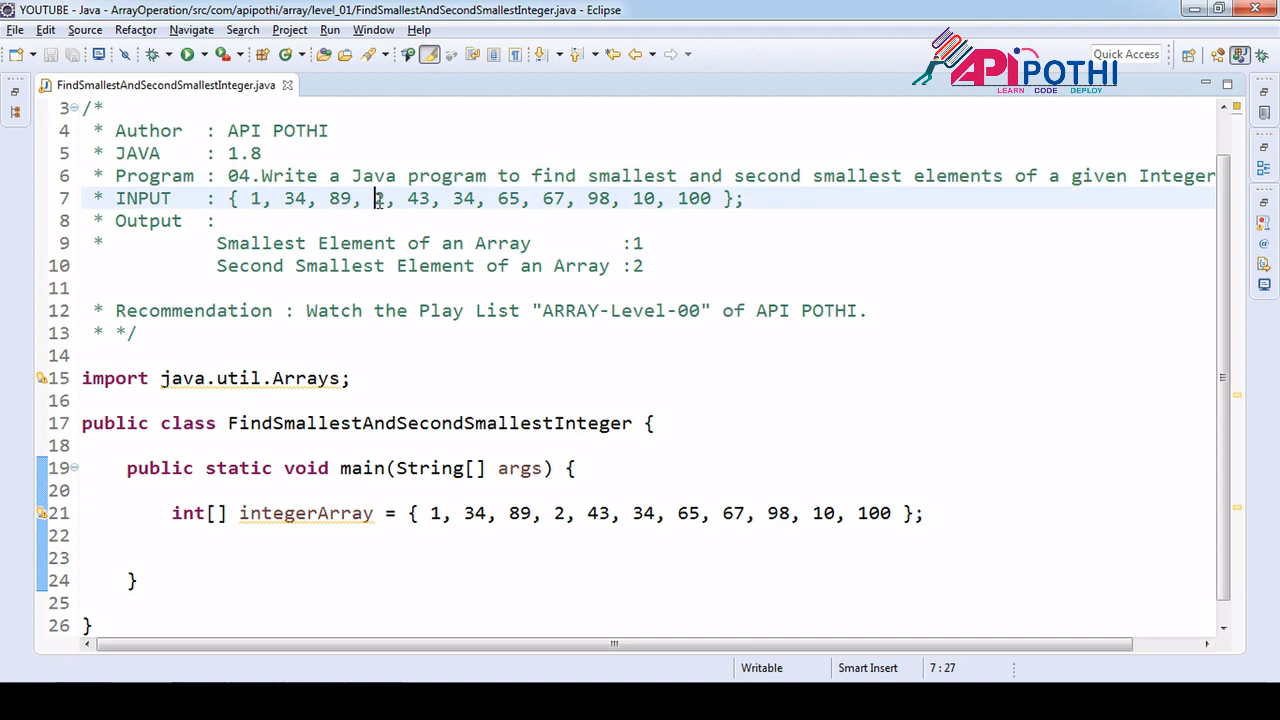 YOUTUBE - Java - ArrayOperation/src/com/apipothi/array/level_01/FindSmallestAndSecondSmallestInteger.java - Eclipse
File Edit Source Refactor Navigate Search Project Run Window Help
Quick Access
APIPOTHI
LEARN CODE DEPLOY
FindSmallestAndSecondSmallestInteger.java
3 /*
4 * Author : API POTHI
5 * JAVA : 1.8
6 * Program : 04.Write a Java program to find smallest and second smallest elements of a given Integer
7 * INPUT : { 1, 34, 89, 2, 43, 34, 65, 67, 98, 10, 100 };
8 * Output :
9 * Smallest Element of an Array :1
10 Second Smallest Element of an Array :2
11
12 * Recommendation : Watch the Play List "ARRAY-Level-00" of API POTHI.
13 * */
14
15 import java.util.Arrays;
16
17 public class FindSmallestAndSecondSmallestInteger {
18
19 public static void main(String[] args) {
20
21 int[] integerArray = { 1, 34, 89, 2, 43, 34, 65, 67, 98, 10, 100 };
22
23
24 }
25
26 }
Writable Smart Insert 7 : 27